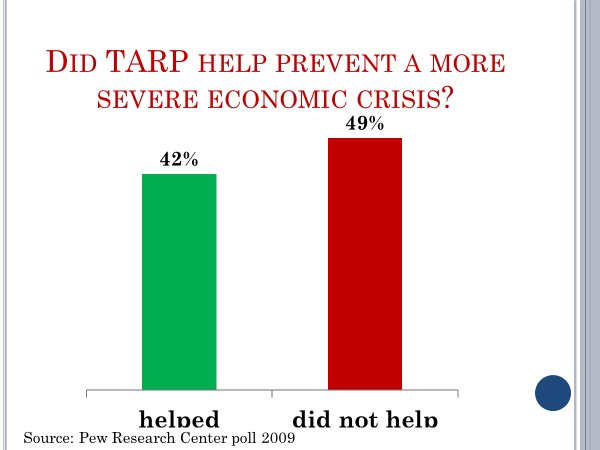 DID TARP HELP PREVENT A MORE
SEVERE ECONOMIC CRISIS?
49%
42%
helped did not help
Source: Pew Research Center poll 2009